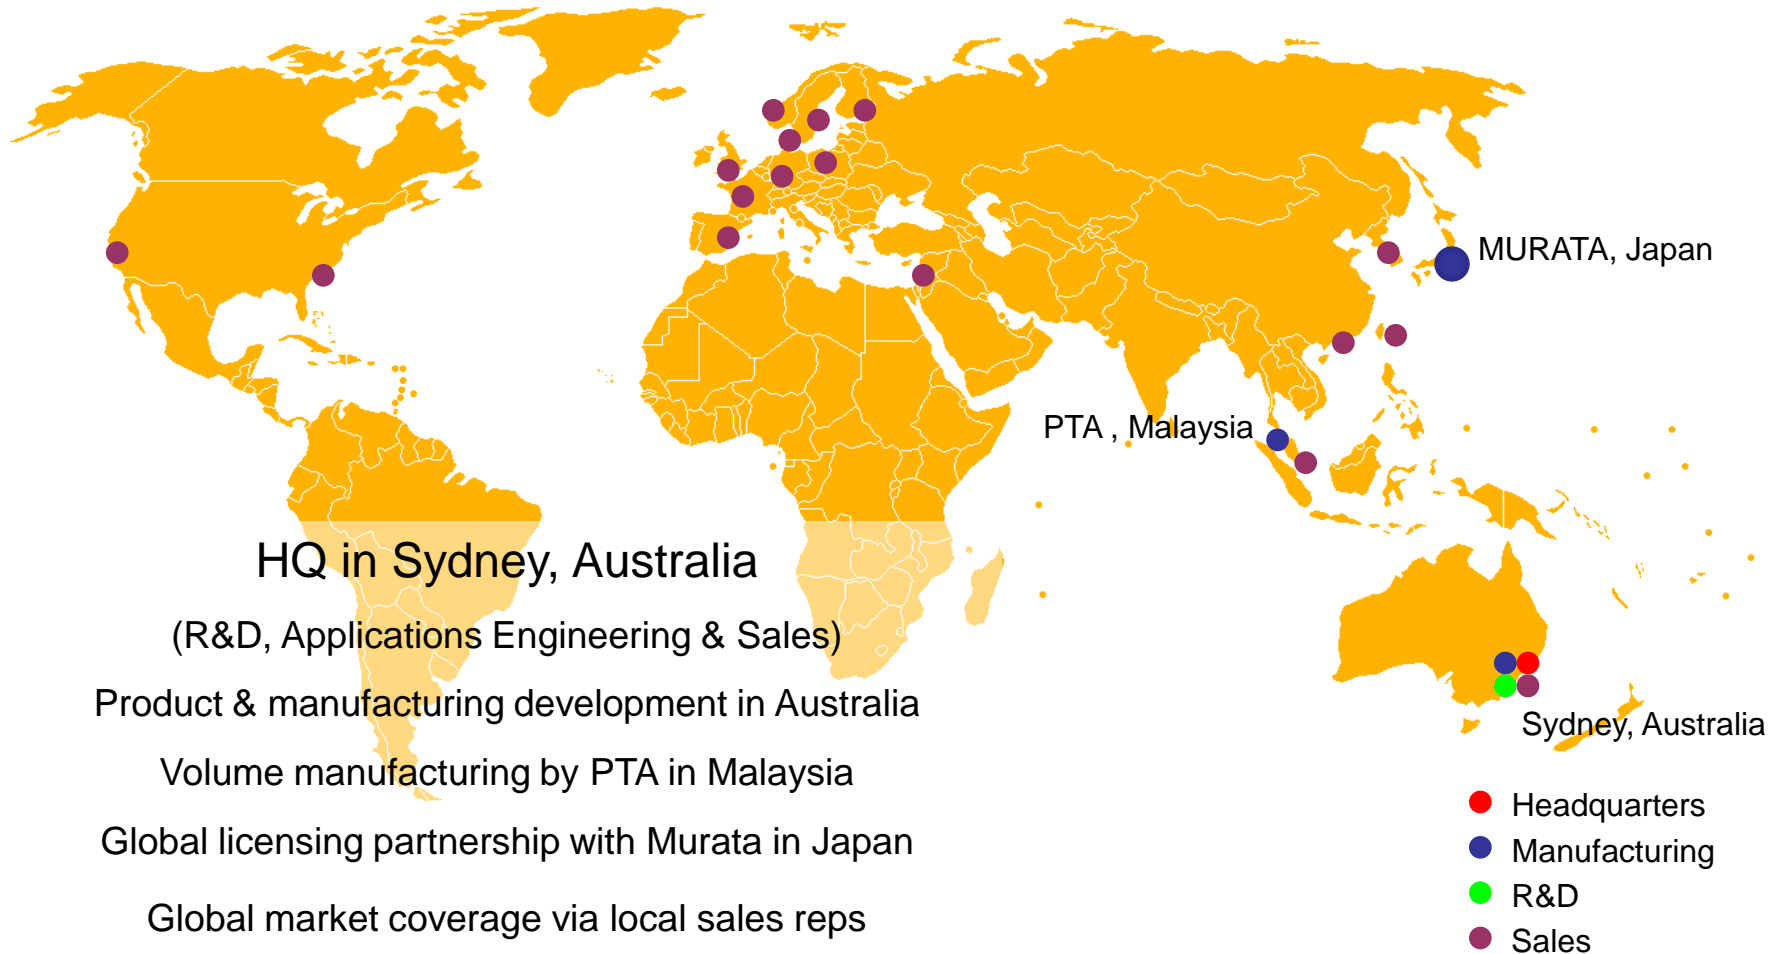 MURATA, Japan
PTA , Malaysia
HQ in Sydney, Australia
(R&D, Applications Engineering & Sales)
Product & manufacturing development in Australia
Volume manufacturing by PTA in Malaysia
Global licensing partnership with Murata in Japan
Global market coverage via local sales reps
Sydney, Australia
Headquarters
Manufacturing
R&D
Sales